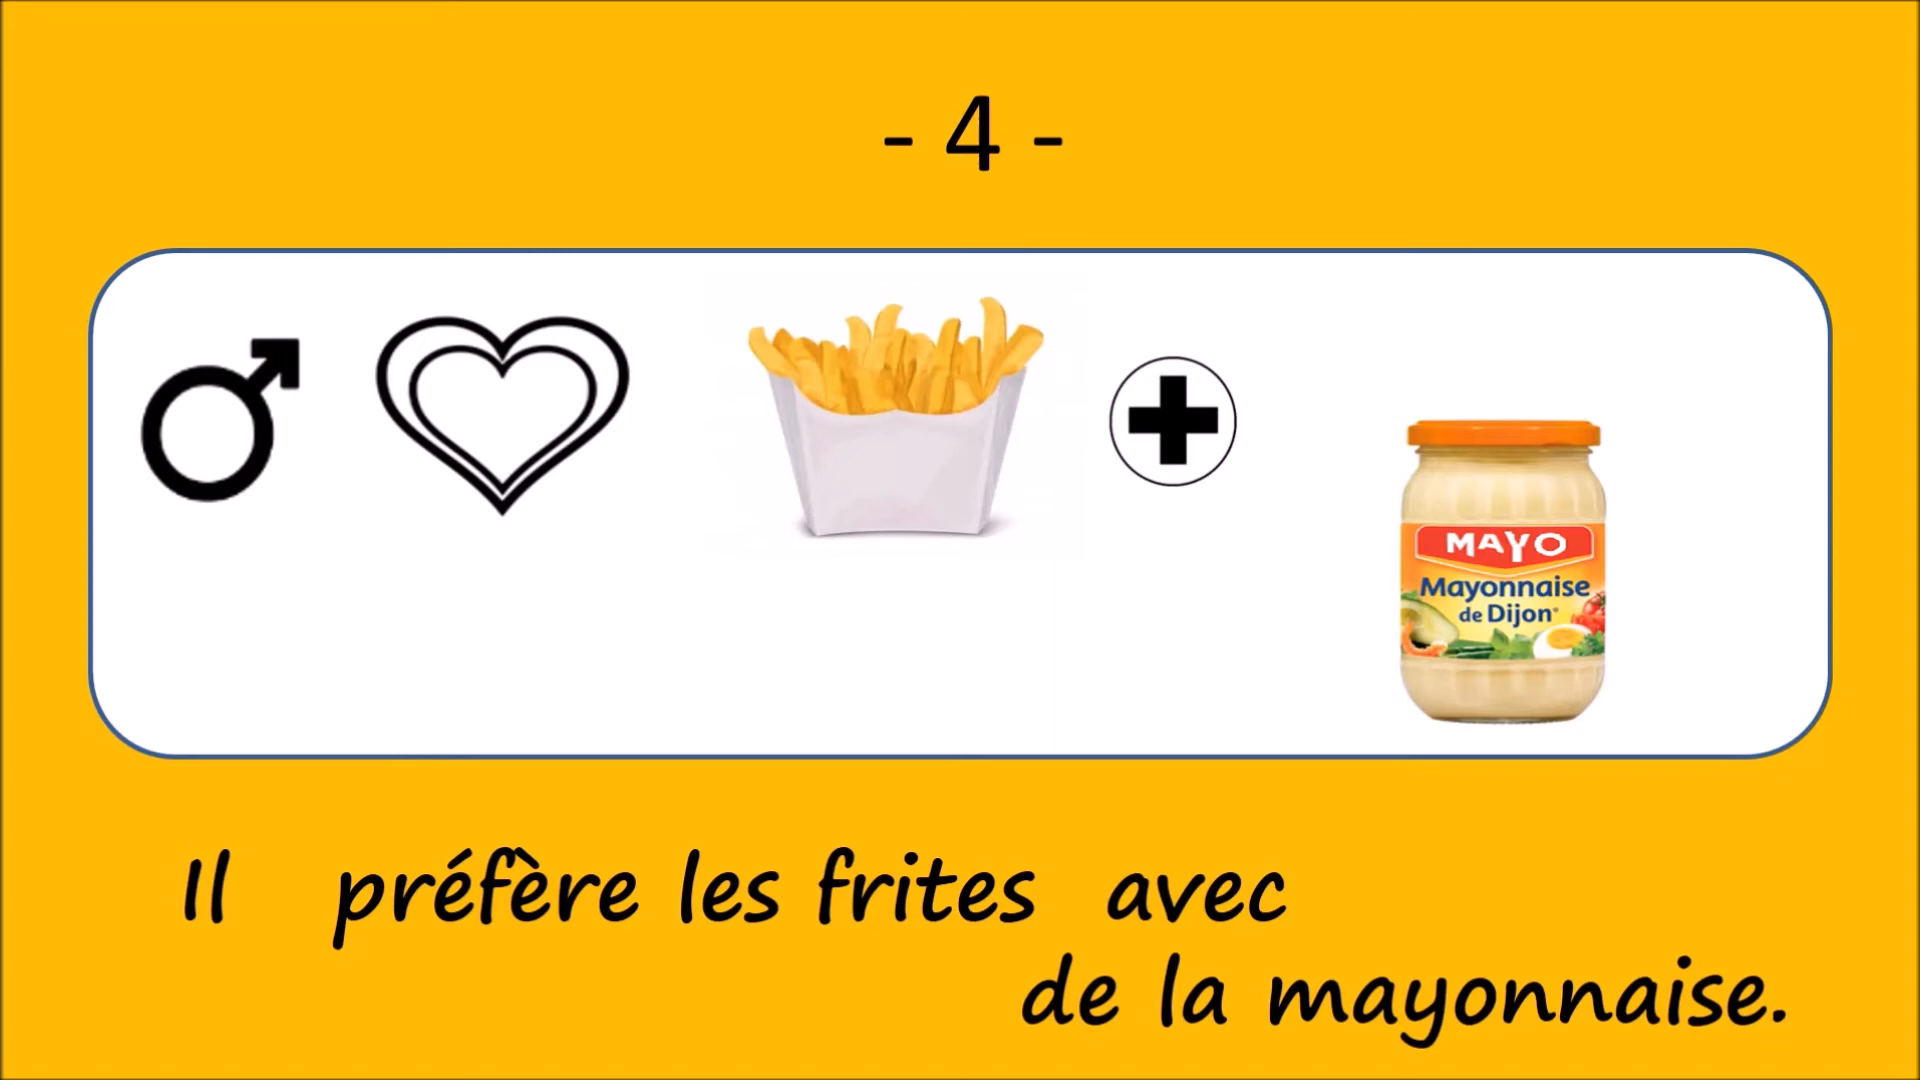 - 4 -
MAYO
Mayonnaise
de Dijon
Il préfère les frites avec
de la mayonnaise.